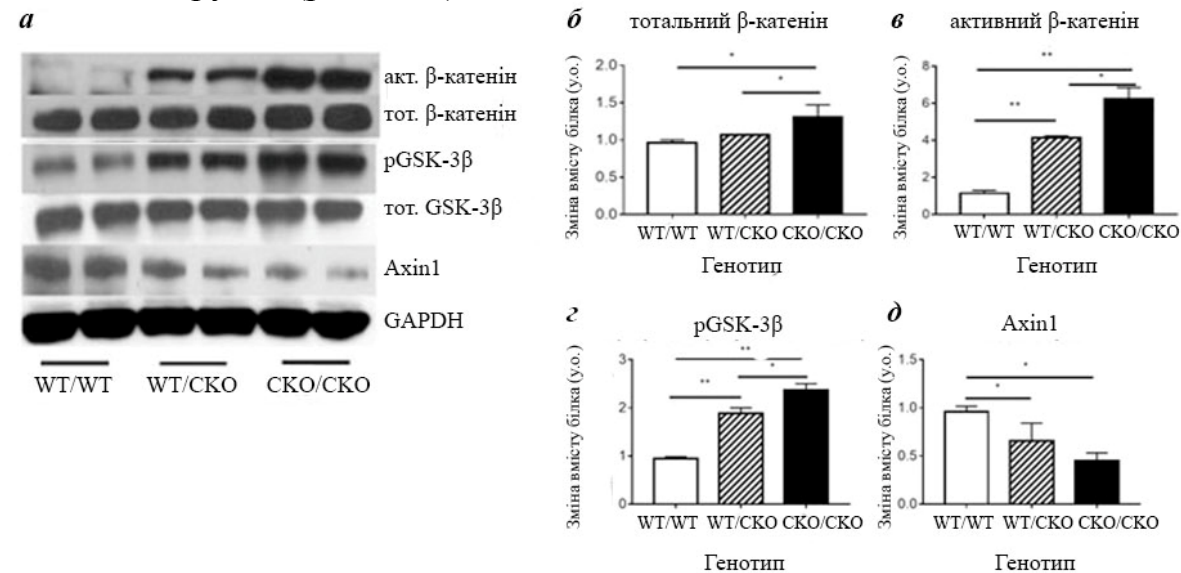 а
акт. β-катенін
тот. β-катенін
pGSK-3β
тот. GSK-3β
Axin1
GAPDH
WT/WT WT/CKO CKO/CKO
б тотальний β-катенін
Зміна вмісту білка (у.о.)
2.0
1.5
1.0
0.5
0.0
* *
WT/WT WT/CKO CKO/CKO
Генотип
в активний β-катенін
Зміна вмісту білка (у.о.)
8
6
4
2
0
** ** *
WT/WT WT/CKO CKO/CKO
Генотип
г pGSK-3β
Зміна вмісту білка (у.о.)
3
2
1
0
** ** *
WT/WT WT/CKO CKO/CKO
Генотип
д Axin1
Зміна вмісту білка (у.о.)
1.5
1.0
0.5
0.0
* *
WT/WT WT/CKO CKO/CKO
Генотип